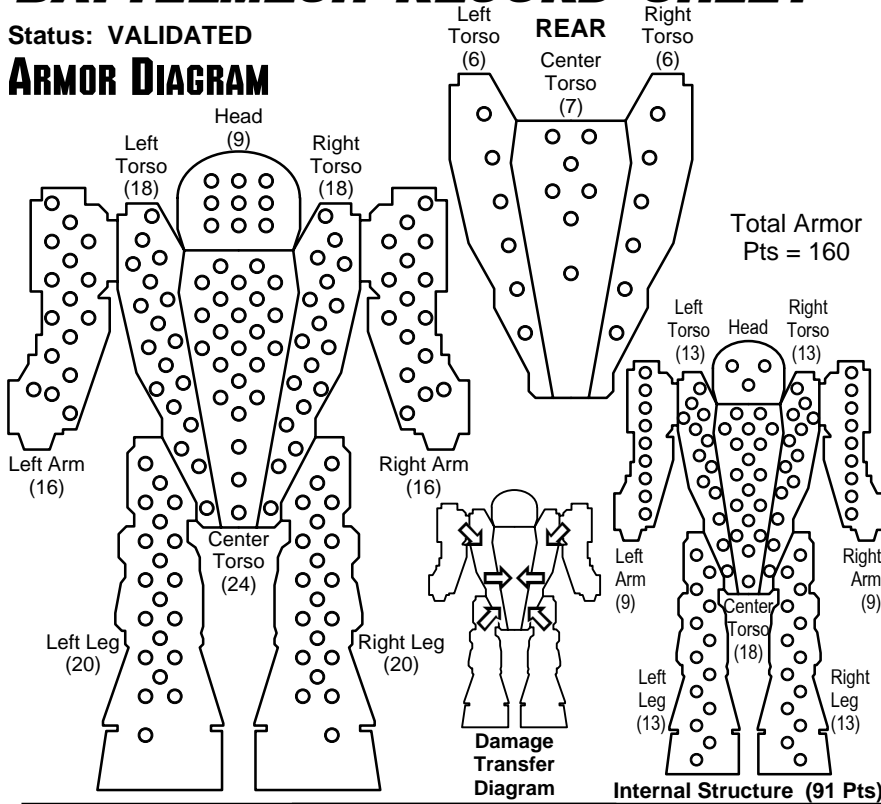 BATTLEMECH RECORD SHEET
Status: VALIDATED
ARMOR DIAGRAM
Head
(9)
Left
Torso
(18)
Right
Torso
(18)
Left Arm
(16)
Right Arm
(16)
Center
Torso
(24)
Left Leg
(20)
Right Leg
(20)
REAR
Left
Torso
(6)
Center
Torso
(7)
Right
Torso
(6)
Total Armor
Pts = 160
Left
Torso
(13)
Head
Right
Torso
(13)
Left
Arm
(9)
Right
Arm
(9)
Center
Torso
(18)
Left
Leg
(13)
Right
Leg
(13)
Damage
Transfer
Diagram
Internal Structure (91 Pts)